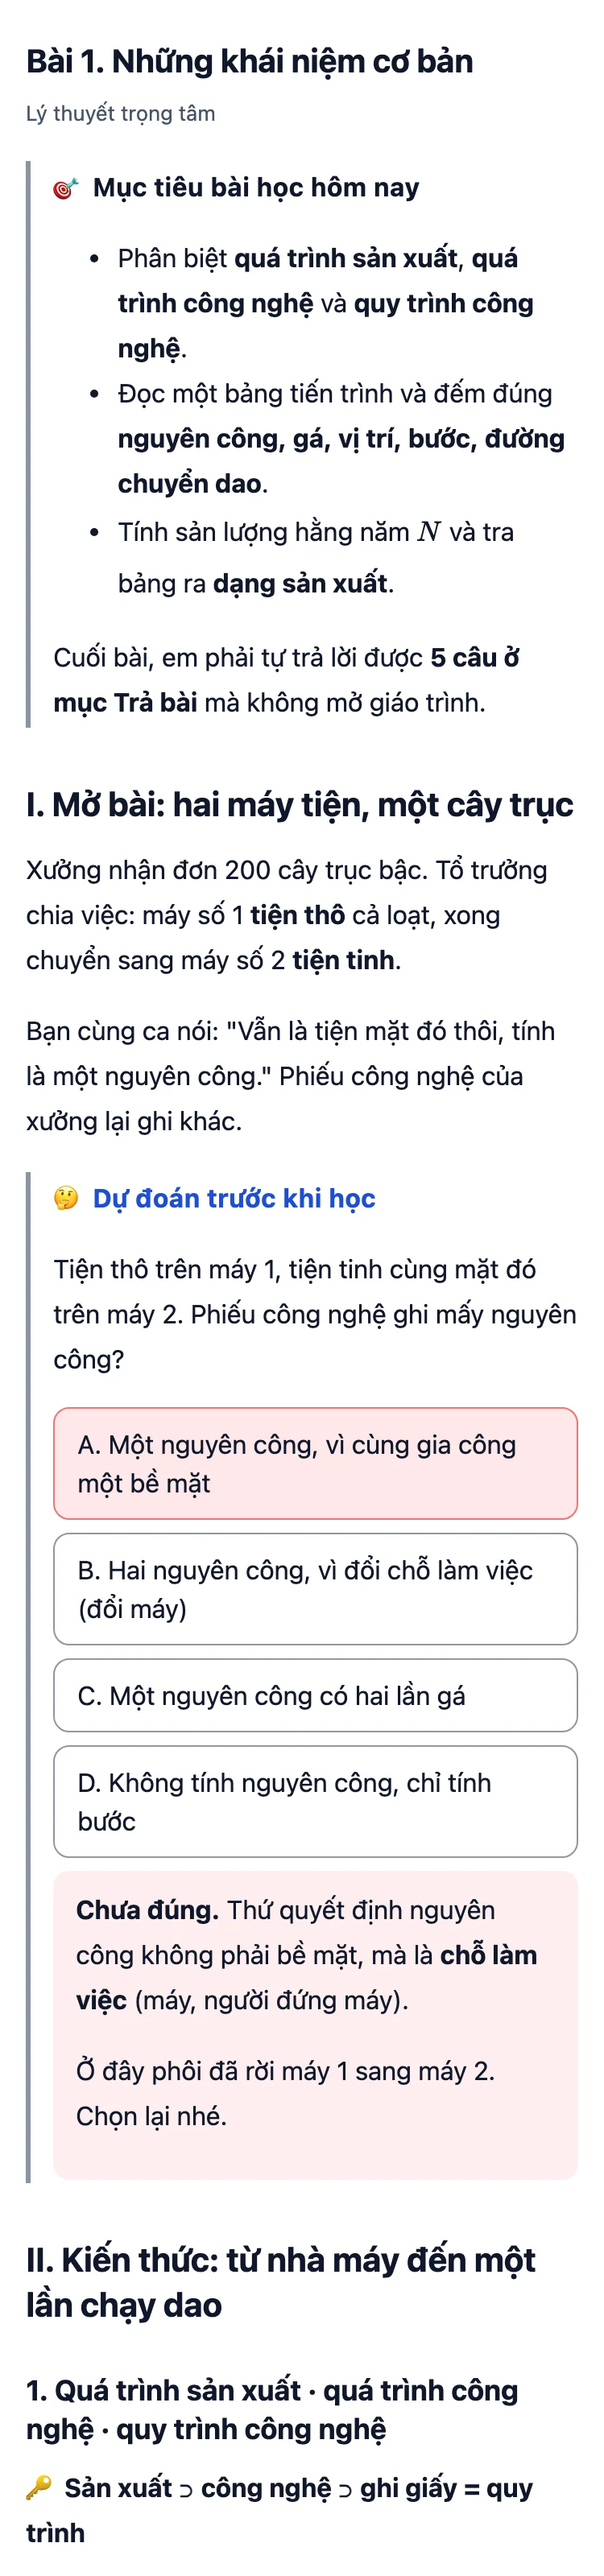 Bài 1. Những khái niệm cơ bản
Lý thuyết trọng tâm
🎯 Mục tiêu bài học hôm nay
• Phân biệt quá trình sản xuất, quá
trình công nghệ và quy trình công
nghệ.
• Đọc một bảng tiến trình và đếm đúng
nguyên công, gá, vị trí, bước, đường
chuyển dao.
• Tính sản lượng hằng năm N và tra
bảng ra dạng sản xuất.
Cuối bài, em phải tự trả lời được 5 câu ở
mục Trả bài mà không mở giáo trình.
I. Mở bài: hai máy tiện, một cây trục
Xưởng nhận đơn 200 cây trục bậc. Tổ trưởng
chia việc: máy số 1 tiện thô cả loạt, xong
chuyển sang máy số 2 tiện tinh.
Bạn cùng ca nói: "Vẫn là tiện mặt đó thôi, tính
là một nguyên công." Phiếu công nghệ của
xưởng lại ghi khác.
🤔 Dự đoán trước khi học
Tiện thô trên máy 1, tiện tinh cùng mặt đó
trên máy 2. Phiếu công nghệ ghi mấy nguyên
công?
A. Một nguyên công, vì cùng gia công
một bề mặt
B. Hai nguyên công, vì đổi chỗ làm việc
(đổi máy)
C. Một nguyên công có hai lần gá
D. Không tính nguyên công, chỉ tính
bước
Chưa đúng. Thứ quyết định nguyên
công không phải bề mặt, mà là chỗ làm
việc (máy, người đứng máy).
Ở đây phôi đã rời máy 1 sang máy 2.
Chọn lại nhé.
II. Kiến thức: từ nhà máy đến một
lần chạy dao
1. Quá trình sản xuất · quá trình công
nghệ · quy trình công nghệ
🔑 Sản xuất ⊃ công nghệ ⊃ ghi giấy = quy
trình